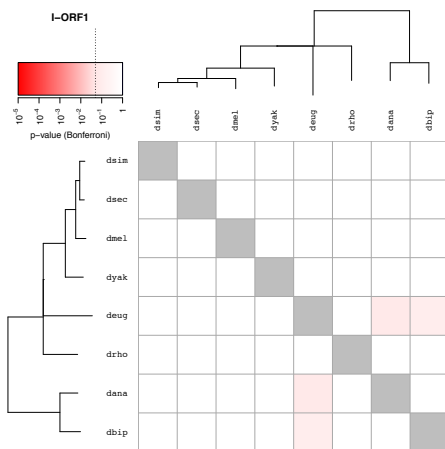 I-ORF1
10^-5
10^-4
10^-3
10^-2
10^-1
1
p-value (Bonferroni)
dsim
dsec
dmel
dyak
deug
drho
dana
dbip
dsim
dsec
dmel
dyak
deug
drho
dana
dbip